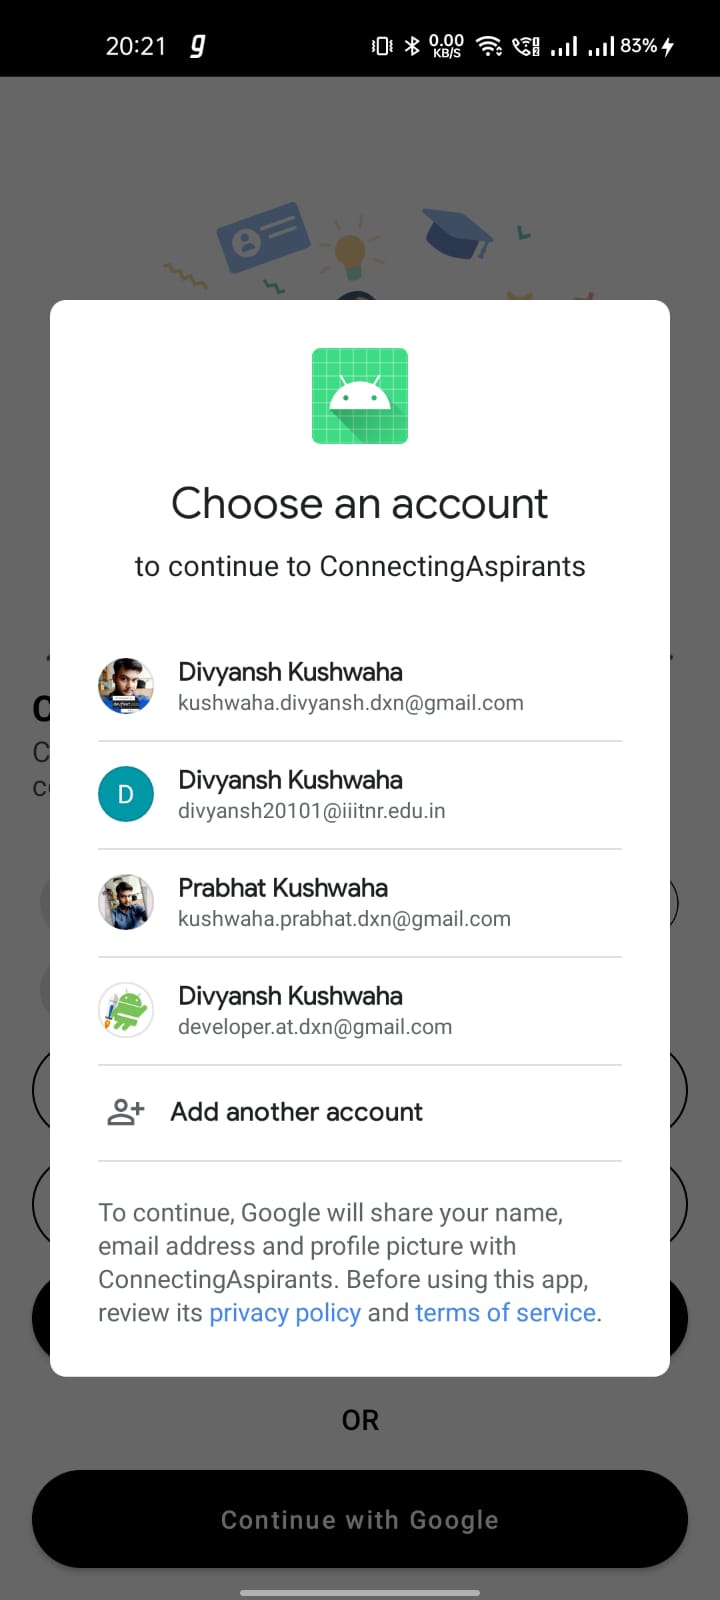 20:21 g 0.00 KB/S 83%
Choose an account
to continue to ConnectingAspirants
Divyansh Kushwaha
kushwaha.divyansh.dxn@gmail.com
D
Divyansh Kushwaha
divyansh20101@iiitnr.edu.in
Prabhat Kushwaha
kushwaha.prabhat.dxn@gmail.com
Divyansh Kushwaha
developer.at.dxn@gmail.com
Add another account
To continue, Google will share your name,
email address and profile picture with
ConnectingAspirants. Before using this app,
review its privacy policy and terms of service.
OR
Continue with Google